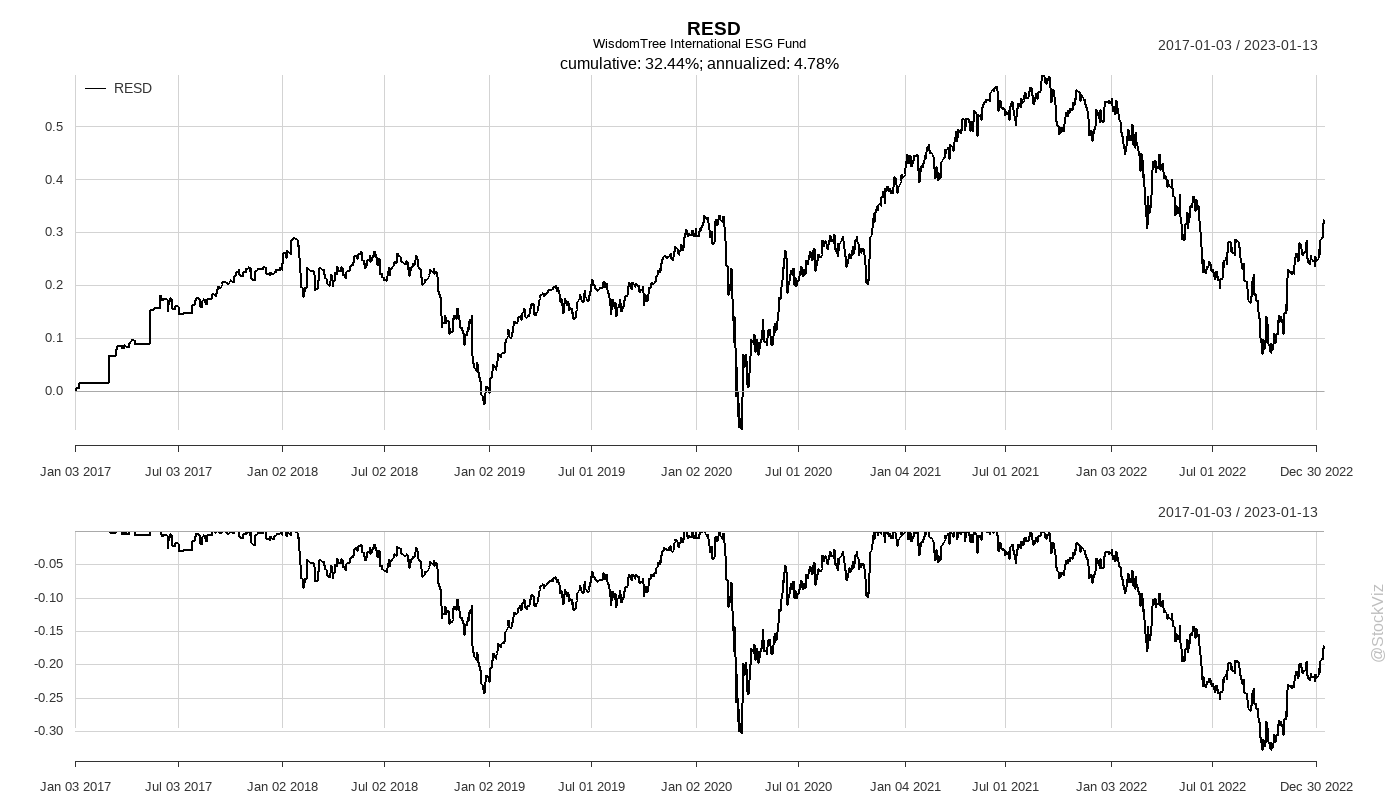 RESD
WisdomTree International ESG Fund
2017-01-03 / 2023-01-13
cumulative: 32.44%; annualized: 4.78%
RESD
0.5
0.4
0.3
0.2
0.1
0.0
Jan 03 2017 Jul 03 2017 Jan 02 2018 Jul 02 2018 Jan 02 2019 Jul 01 2019 Jan 02 2020 Jul 01 2020 Jan 04 2021 Jul 01 2021 Jan 03 2022 Jul 01 2022 Dec 30 2022
2017-01-03 / 2023-01-13
-0.05
-0.10
-0.15
-0.20
-0.25
-0.30
Jan 03 2017 Jul 03 2017 Jan 02 2018 Jul 02 2018 Jan 02 2019 Jul 01 2019 Jan 02 2020 Jul 01 2020 Jan 04 2021 Jul 01 2021 Jan 03 2022 Jul 01 2022 Dec 30 2022
@StockViz